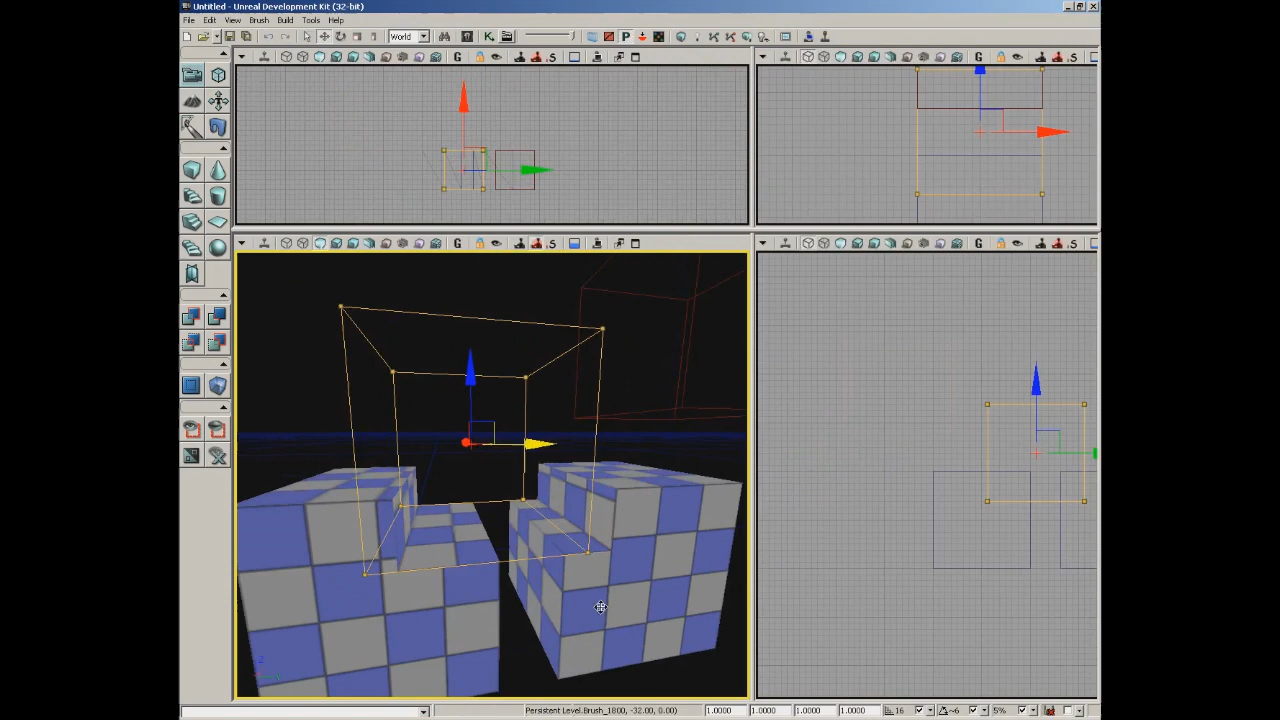 Untitled - Unreal Development Kit (32-bit)
File Edit View Brush Build Tools Help
World
G
G
G
G
Persistent Level.Brush_1800, -32.00, 0.00)
1.0000 1.0000 1.0000 1.0000 16 ~6 5%